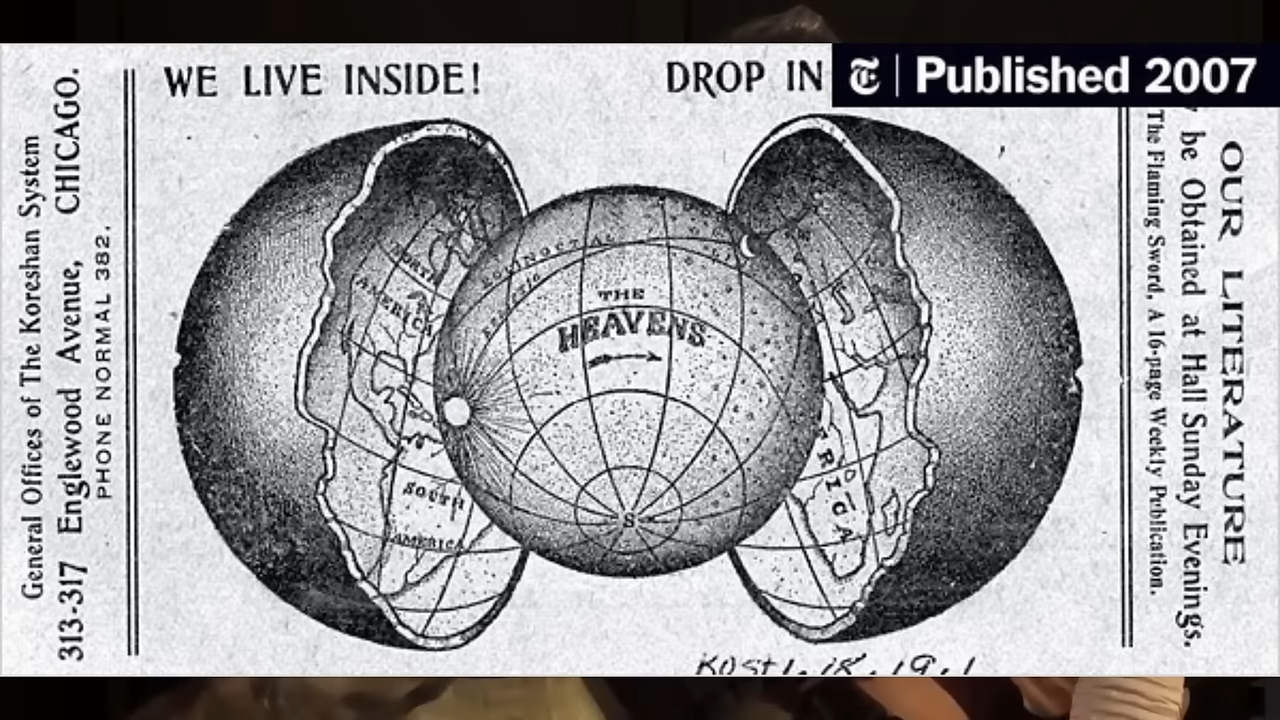 WE LIVE INSIDE!
DROP IN
T | Published 2007
General Offices of The Koreshan System
313-317 Englewood Avenue, CHICAGO.
PHONE NORMAL 382.
NORTH
AMERICA
SOUTH
AMERICA
ECLIPTIC
THE
HEAVENS
S
AFRICA
OUR LITERATURE
be Obtained at Hall Sunday Evenings.
The Flaming Sword, A 16-page Weekly Publication.